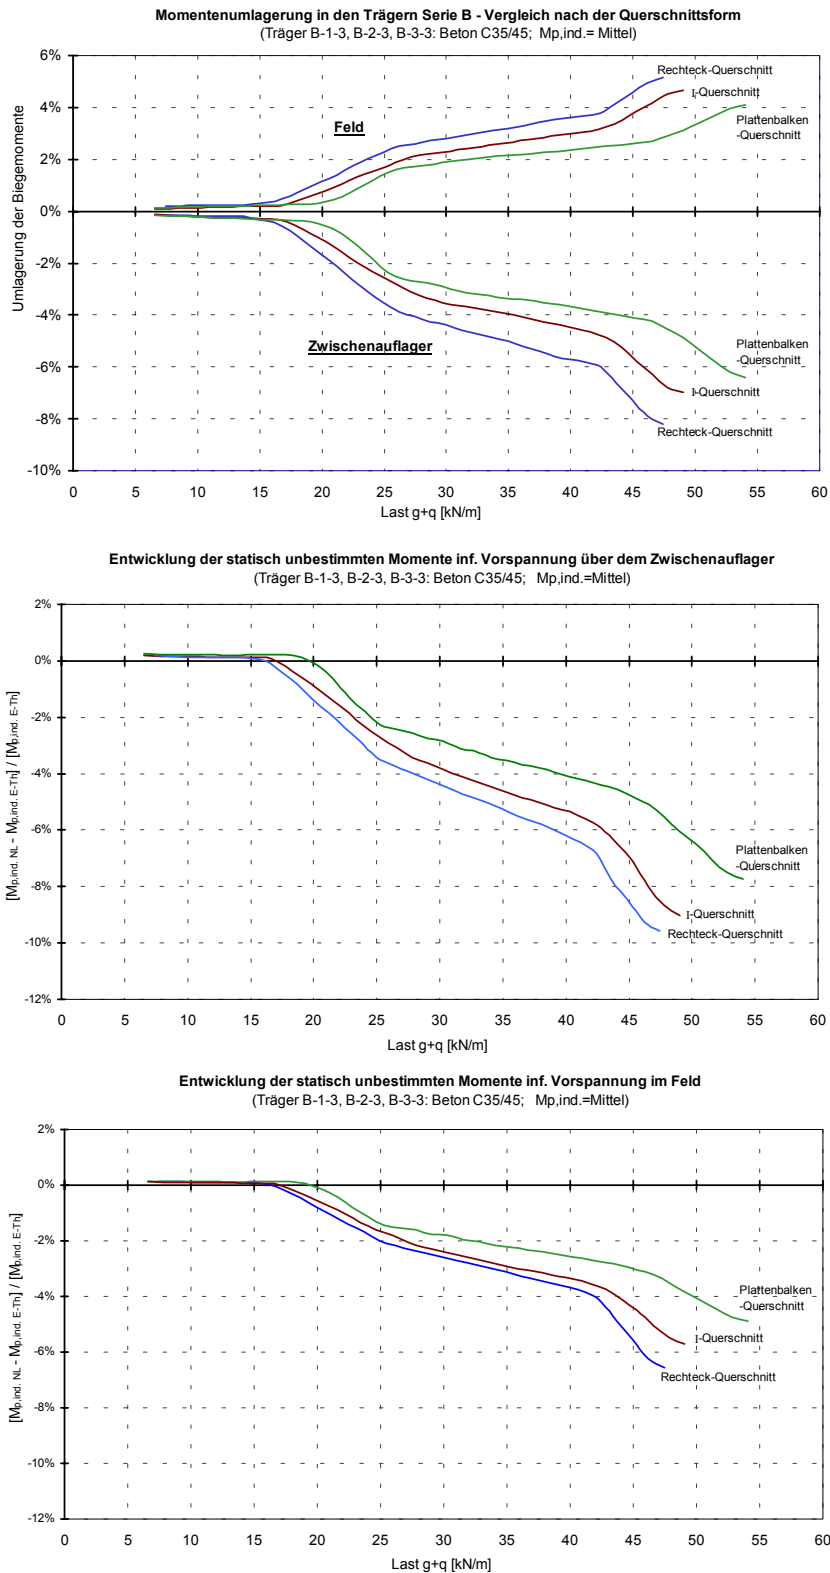 Momentenumlagerung in den Trägern Serie B - Vergleich nach der Querschnittsform
(Träger B-1-3, B-2-3, B-3-3: Beton C35/45; Mp,ind.= Mittel)
6%
4%
2%
0%
-2%
-4%
-6%
-8%
-10%
Umlagerung der Biegemomente
Feld
Zwischenauflager
Rechteck-Querschnitt
I-Querschnitt
Plattenbalken
-Querschnitt
Plattenbalken
-Querschnitt
I-Querschnitt
Rechteck-Querschnitt
0 5 10 15 20 25 30 35 40 45 50 55 60
Last g+q [kN/m]
Entwicklung der statisch unbestimmten Momente inf. Vorspannung über dem Zwischenauflager
(Träger B-1-3, B-2-3, B-3-3: Beton C35/45; Mp,ind.=Mittel)
2%
0%
-2%
-4%
-6%
-8%
-10%
-12%
[Mp,ind. NL - Mp,ind. E-Th] / [Mp,ind. E-Th]
Plattenbalken
-Querschnitt
I-Querschnitt
Rechteck-Querschnitt
0 5 10 15 20 25 30 35 40 45 50 55 60
Last g+q [kN/m]
Entwicklung der statisch unbestimmten Momente inf. Vorspannung im Feld
(Träger B-1-3, B-2-3, B-3-3: Beton C35/45; Mp,ind.=Mittel)
2%
0%
-2%
-4%
-6%
-8%
-10%
-12%
[Mp,ind. NL - Mp,ind. E-Th] / [Mp,ind. E-Th]
Plattenbalken
-Querschnitt
I-Querschnitt
Rechteck-Querschnitt
0 5 10 15 20 25 30 35 40 45 50 55 60
Last g+q [kN/m]